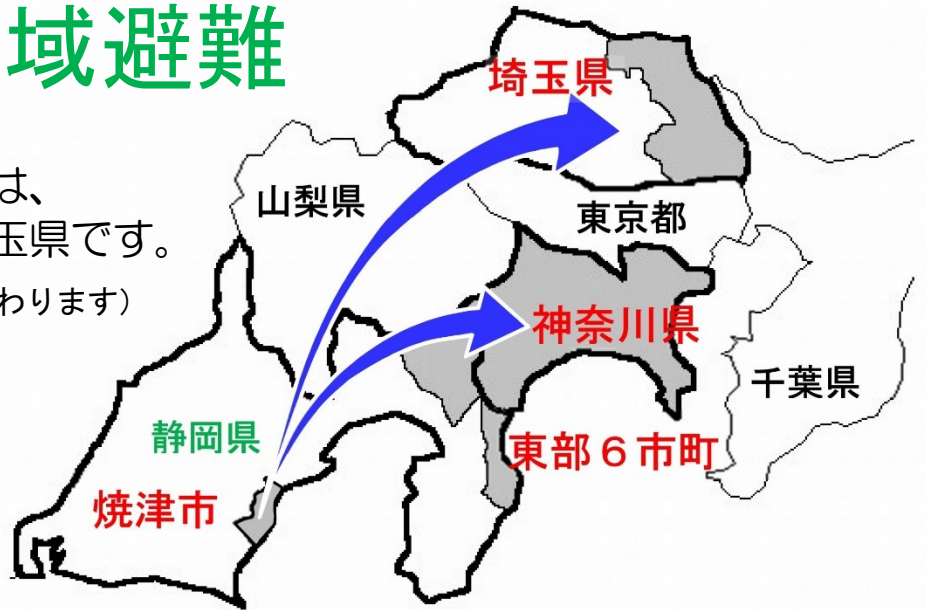 域避難
は、
玉県です。
わります）
埼玉県
山梨県
東京都
神奈川県
千葉県
静岡県
東部６市町
焼津市